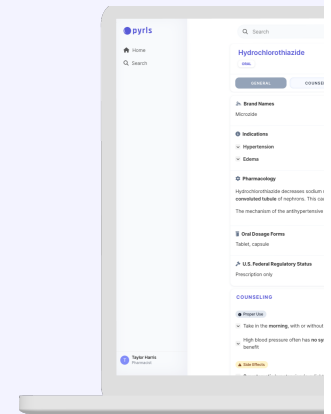 pyrls
Search
Home
Search
Hydrochlorothiazide
ORAL
GENERAL
COUNSEL
Brand Names
Microzide
Indications
Hypertension
Edema
Pharmacology
Hydrochlorothiazide decreases sodium
convoluted tubule of nephrons. This
The mechanism of the antihypertensive
Oral Dosage Forms
Tablet, capsule
U.S. Federal Regulatory Status
Prescription only
COUNSELING
Proper Use
Take in the morning, with or without
High blood pressure often has no
benefit
Side Effects
Taylor Harris
Pharmacist